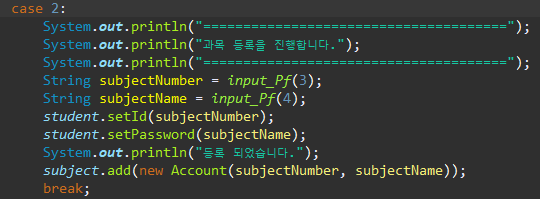 case 2:
System.out.println("======================================");
System.out.println("과목 등록을 진행합니다.");
System.out.println("======================================");
String subjectNumber = input_Pf(3);
String subjectName = input_Pf(4);
student.setId(subjectNumber);
student.setPassword(subjectName);
System.out.println("등록 되었습니다.");
subject.add(new Account(subjectNumber, subjectName));
break;